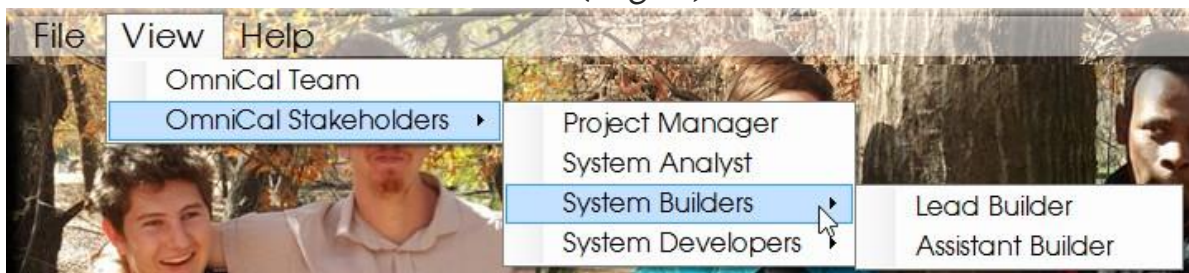 File View Help
OmniCal Team
OmniCal Stakeholders
Project Manager
System Analyst
System Builders
System Developers
Lead Builder
Assistant Builder